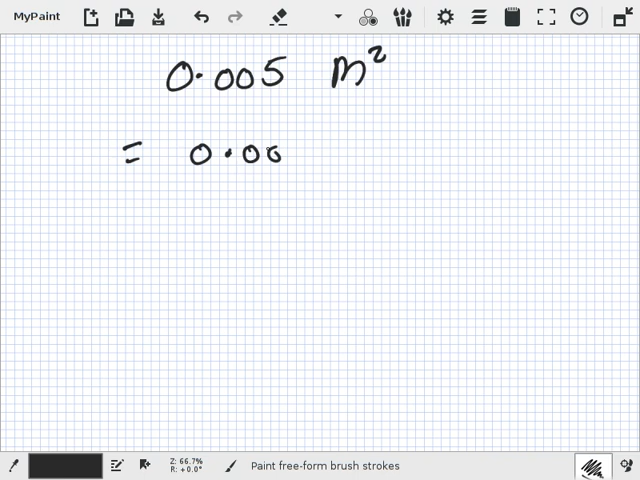 MyPaint
0.005 m²
= 0.00
Z: 66.7%
R: +0.0°
Paint free-form brush strokes